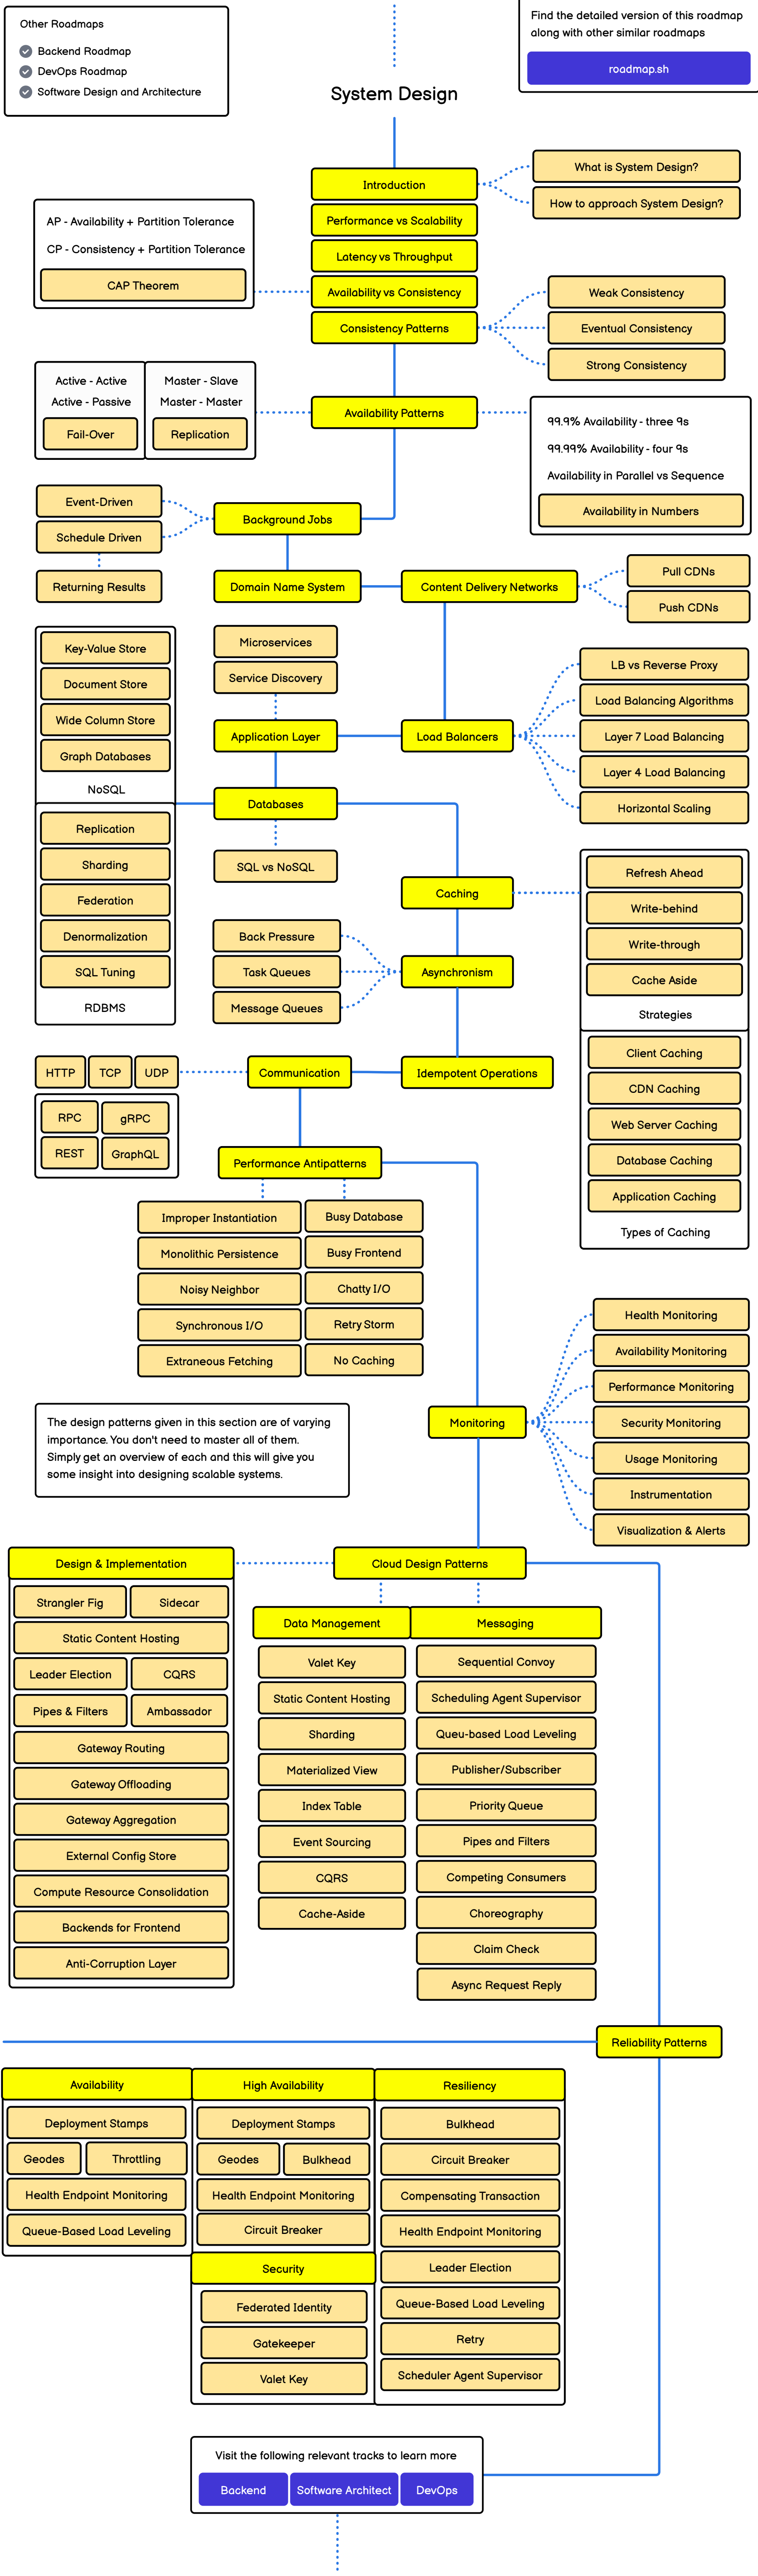 Other Roadmaps
Backend Roadmap
DevOps Roadmap
Software Design and Architecture
Find the detailed version of this roadmap
along with other similar roadmaps
roadmap.sh
System Design
Introduction
What is System Design?
How to approach System Design?
Performance vs Scalability
Latency vs Throughput
AP - Availability + Partition Tolerance
CP - Consistency + Partition Tolerance
CAP Theorem
Availability vs Consistency
Consistency Patterns
Weak Consistency
Eventual Consistency
Strong Consistency
Active - Active
Active - Passive
Fail-Over
Master - Slave
Master - Master
Replication
Availability Patterns
99.9% Availability - three 9s
99.99% Availability - four 9s
Availability in Parallel vs Sequence
Availability in Numbers
Event-Driven
Schedule Driven
Returning Results
Background Jobs
Domain Name System
Content Delivery Networks
Pull CDNs
Push CDNs
Key-Value Store
Document Store
Wide Column Store
Graph Databases
NoSQL
Replication
Sharding
Federation
Denormalization
SQL Tuning
RDBMS
Microservices
Service Discovery
Application Layer
Load Balancers
LB vs Reverse Proxy
Load Balancing Algorithms
Layer 7 Load Balancing
Layer 4 Load Balancing
Horizontal Scaling
Databases
SQL vs NoSQL
Caching
Refresh Ahead
Write-behind
Write-through
Cache Aside
Strategies
Client Caching
CDN Caching
Web Server Caching
Database Caching
Application Caching
Types of Caching
Back Pressure
Task Queues
Message Queues
Asynchronism
Idempotent Operations
Communication
HTTP
TCP
UDP
RPC
gRPC
REST
GraphQL
Performance Antipatterns
Improper Instantiation
Busy Database
Monolithic Persistence
Busy Frontend
Noisy Neighbor
Chatty I/O
Synchronous I/O
Retry Storm
Extraneous Fetching
No Caching
Monitoring
Health Monitoring
Availability Monitoring
Performance Monitoring
Security Monitoring
Usage Monitoring
Instrumentation
Visualization & Alerts
The design patterns given in this section are of varying
importance. You don't need to master all of them.
Simply get an overview of each and this will give you
some insight into designing scalable systems.
Cloud Design Patterns
Design & Implementation
Strangler Fig
Sidecar
Static Content Hosting
Leader Election
CQRS
Pipes & Filters
Ambassador
Gateway Routing
Gateway Offloading
Gateway Aggregation
External Config Store
Compute Resource Consolidation
Backends for Frontend
Anti-Corruption Layer
Data Management
Valet Key
Static Content Hosting
Sharding
Materialized View
Index Table
Event Sourcing
CQRS
Cache-Aside
Messaging
Sequential Convoy
Scheduling Agent Supervisor
Queu-based Load Leveling
Publisher/Subscriber
Priority Queue
Pipes and Filters
Competing Consumers
Choreography
Claim Check
Async Request Reply
Reliability Patterns
Availability
Deployment Stamps
Geodes
Throttling
Health Endpoint Monitoring
Queue-Based Load Leveling
High Availability
Deployment Stamps
Geodes
Bulkhead
Health Endpoint Monitoring
Circuit Breaker
Security
Federated Identity
Gatekeeper
Valet Key
Resiliency
Bulkhead
Circuit Breaker
Compensating Transaction
Health Endpoint Monitoring
Leader Election
Queue-Based Load Leveling
Retry
Scheduler Agent Supervisor
Visit the following relevant tracks to learn more
Backend
Software Architect
DevOps